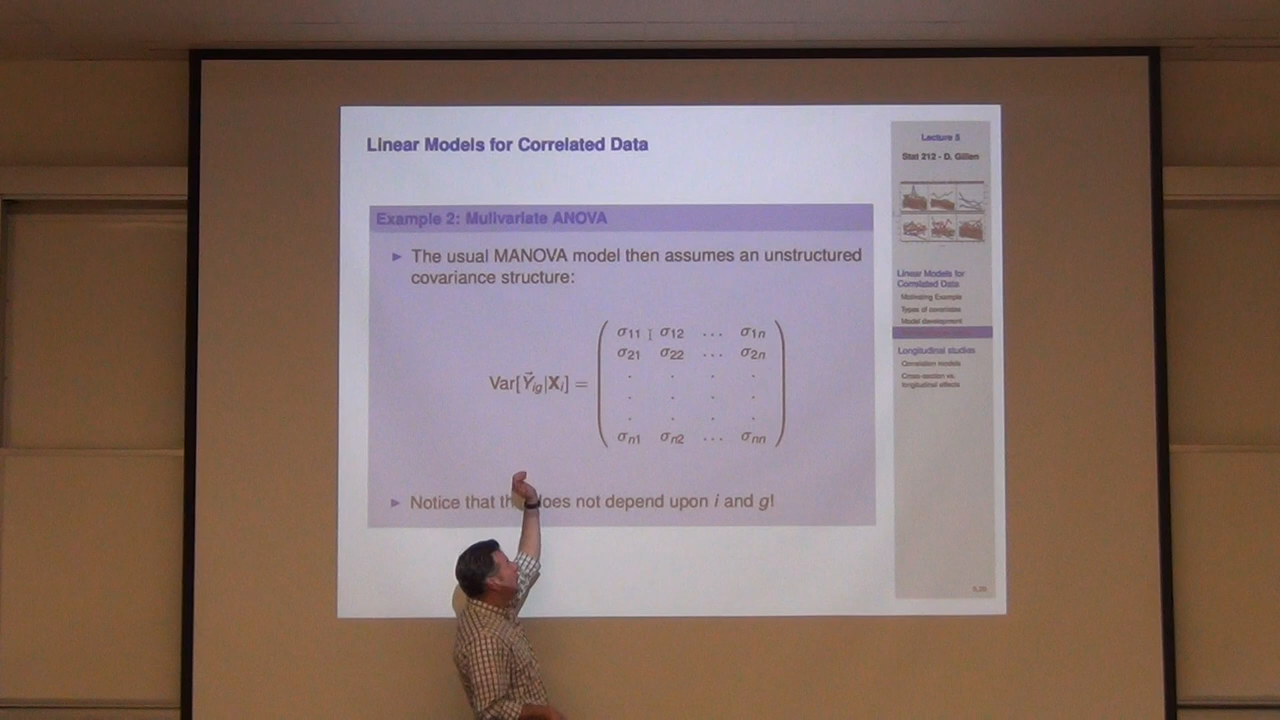 Linear Models for Correlated Data
Example 2: Mulivariate ANOVA
▶ The usual MANOVA model then assumes an unstructured
covariance structure:
σ11 σ12 ... σ1n
σ21 σ22 ... σ2n
Var[Y⃗ig|Xi] =
. . . .
. . . .
. . . .
σn1 σn2 ... σnn
▶ Notice that does not depend upon i and g!
Lecture 5
Stat 212 - D. Gillen
Linear Models for
Correlated Data
Motivating Example
Types of covariates
Model development
Longitudinal studies
Correlation models
Cross-section vs.
longitudinal effects